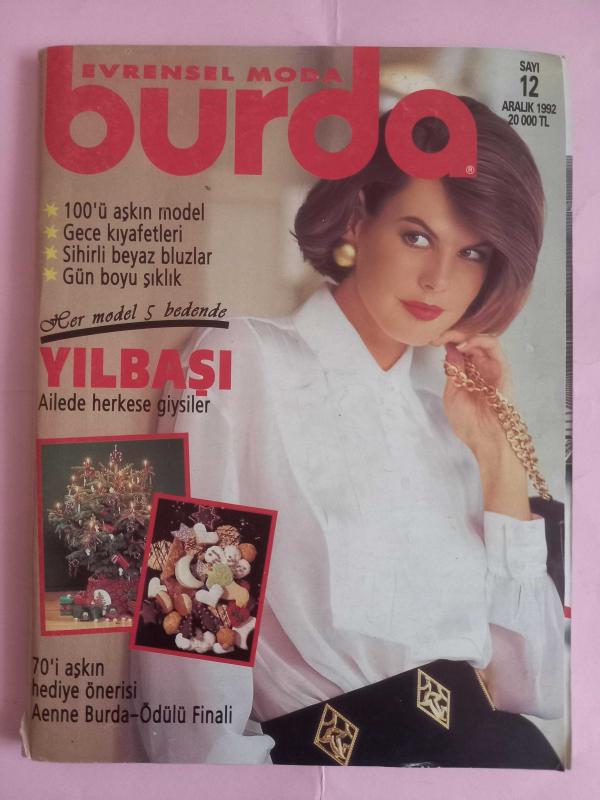 EVRENSEL MODA
burda®
SAYI
12
ARALIK 1992
20 000 TL
100'ü aşkın model
Gece kıyafetleri
Sihirli beyaz bluzlar
Gün boyu şıklık
Her model 5 bedende
YILBAŞI
Ailede herkese giysiler
70'i aşkın
hediye önerisi
Aenne Burda-Ödülü Finali